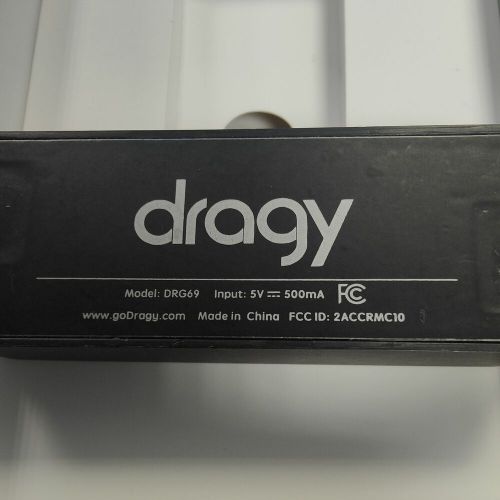 dragy
Model: DRG69 Input: 5V ⎓ 500mA FC
www.goDragy.com Made in China FCC ID: 2ACCRMC10